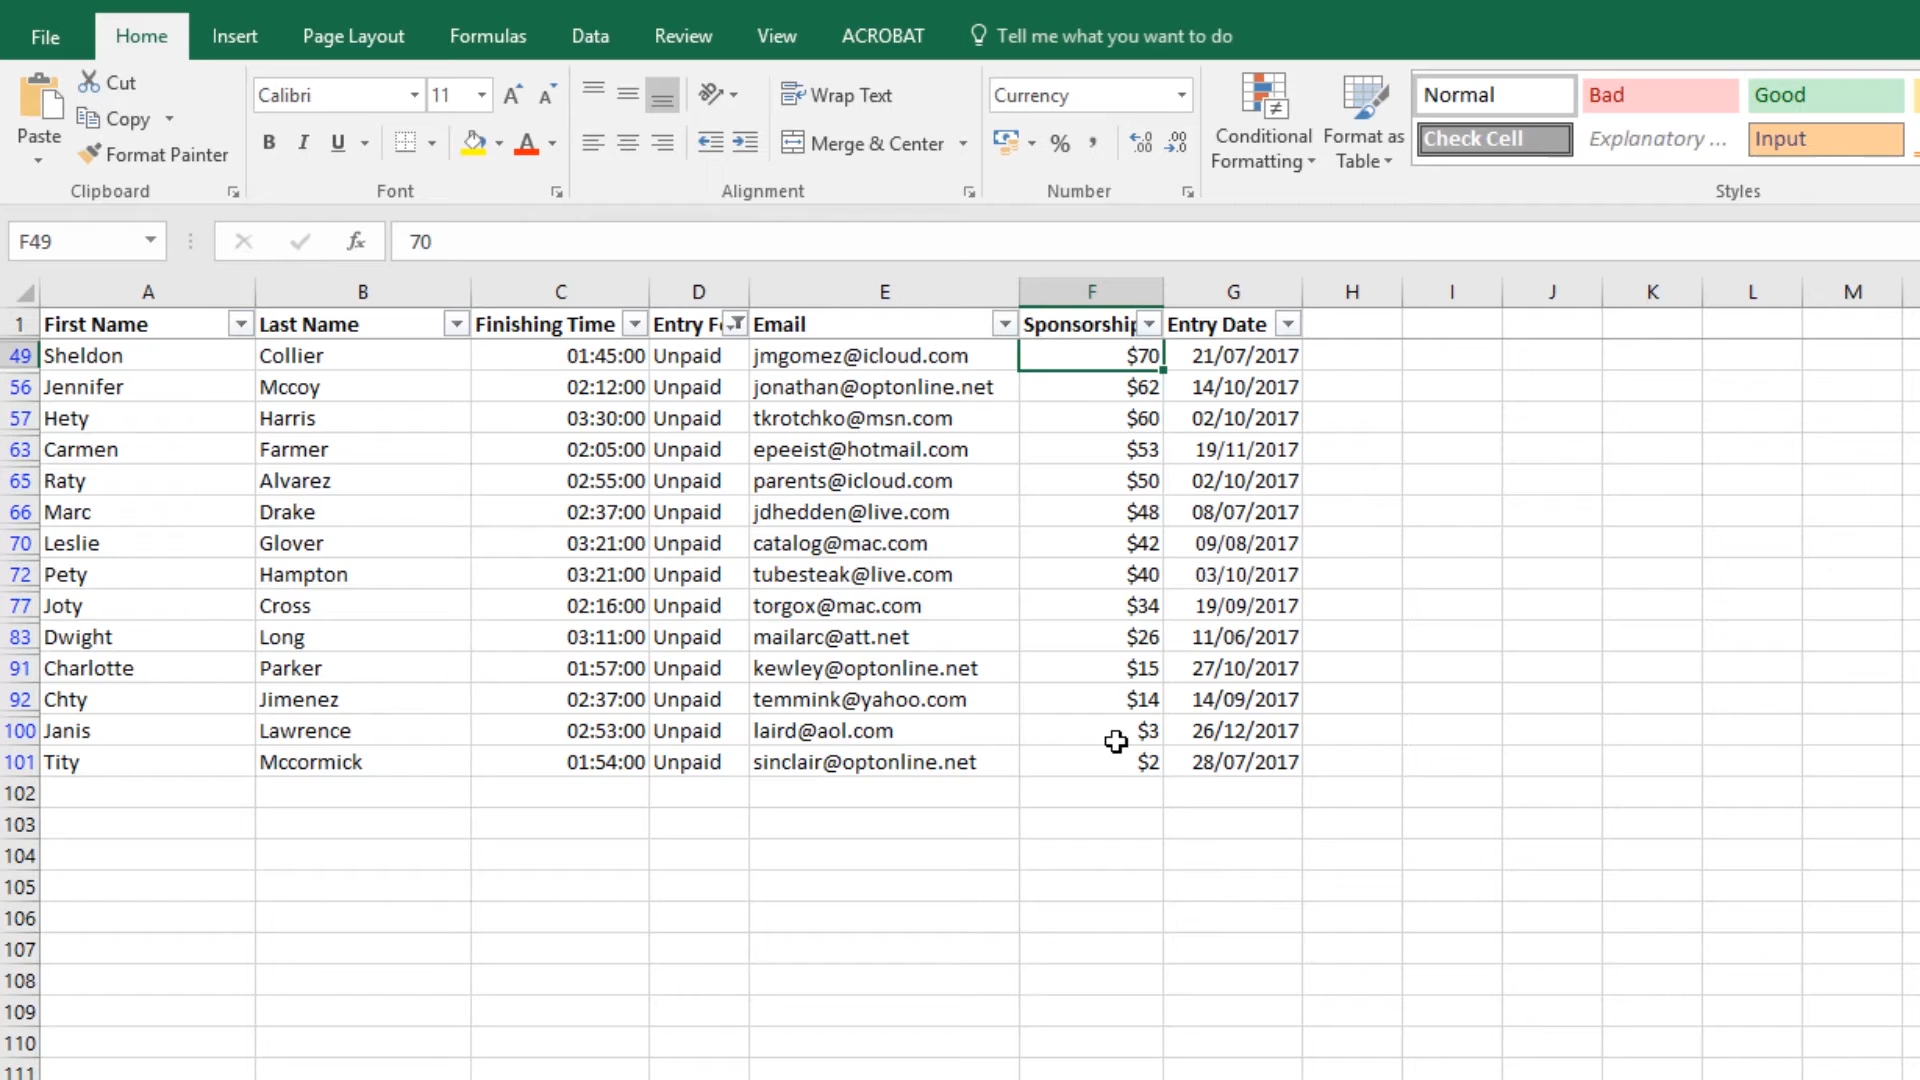 File Home Insert Page Layout Formulas Data Review View ACROBAT Tell me what you want to do
Paste Cut Copy Format Painter
Calibri 11 A A
B I U A
Wrap Text
Merge & Center
Currency
% , .0 .00 .00 .0
Conditional Formatting
Format as Table
Normal Bad Good
Check Cell Explanatory ... Input
Clipboard Font Alignment Number Styles
F49 fx 70
A B C D E F G H I J K L M
1 First Name Last Name Finishing Time Entry F Email Sponsorship Entry Date
49 Sheldon Collier 01:45:00 Unpaid jmgomez@icloud.com $70 21/07/2017
56 Jennifer Mccoy 02:12:00 Unpaid jonathan@optonline.net $62 14/10/2017
57 Hety Harris 03:30:00 Unpaid tkrotchko@msn.com $60 02/10/2017
63 Carmen Farmer 02:05:00 Unpaid epeeist@hotmail.com $53 19/11/2017
65 Raty Alvarez 02:55:00 Unpaid parents@icloud.com $50 02/10/2017
66 Marc Drake 02:37:00 Unpaid jdhedden@live.com $48 08/07/2017
70 Leslie Glover 03:21:00 Unpaid catalog@mac.com $42 09/08/2017
72 Pety Hampton 03:21:00 Unpaid tubesteak@live.com $40 03/10/2017
77 Joty Cross 02:16:00 Unpaid torgox@mac.com $34 19/09/2017
83 Dwight Long 03:11:00 Unpaid mailarc@att.net $26 11/06/2017
91 Charlotte Parker 01:57:00 Unpaid kewley@optonline.net $15 27/10/2017
92 Chty Jimenez 02:37:00 Unpaid temmink@yahoo.com $14 14/09/2017
100 Janis Lawrence 02:53:00 Unpaid laird@aol.com $3 26/12/2017
101 Tity Mccormick 01:54:00 Unpaid sinclair@optonline.net $2 28/07/2017
102
103
104
105
106
107
108
109
110
111